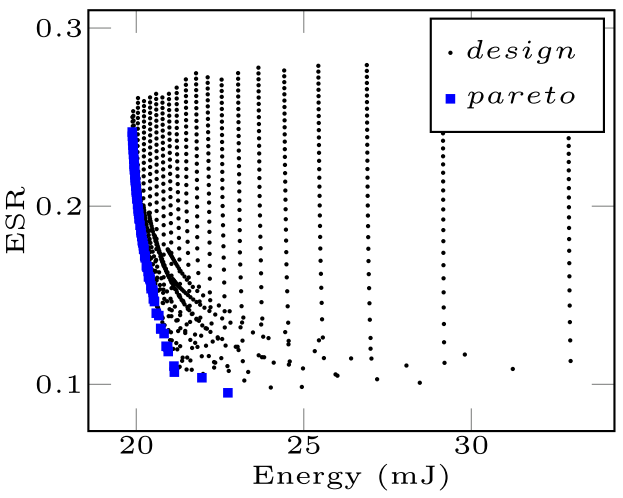 0.3
design
pareto
0.2
ESR
0.1
20 25 30
Energy (mJ)